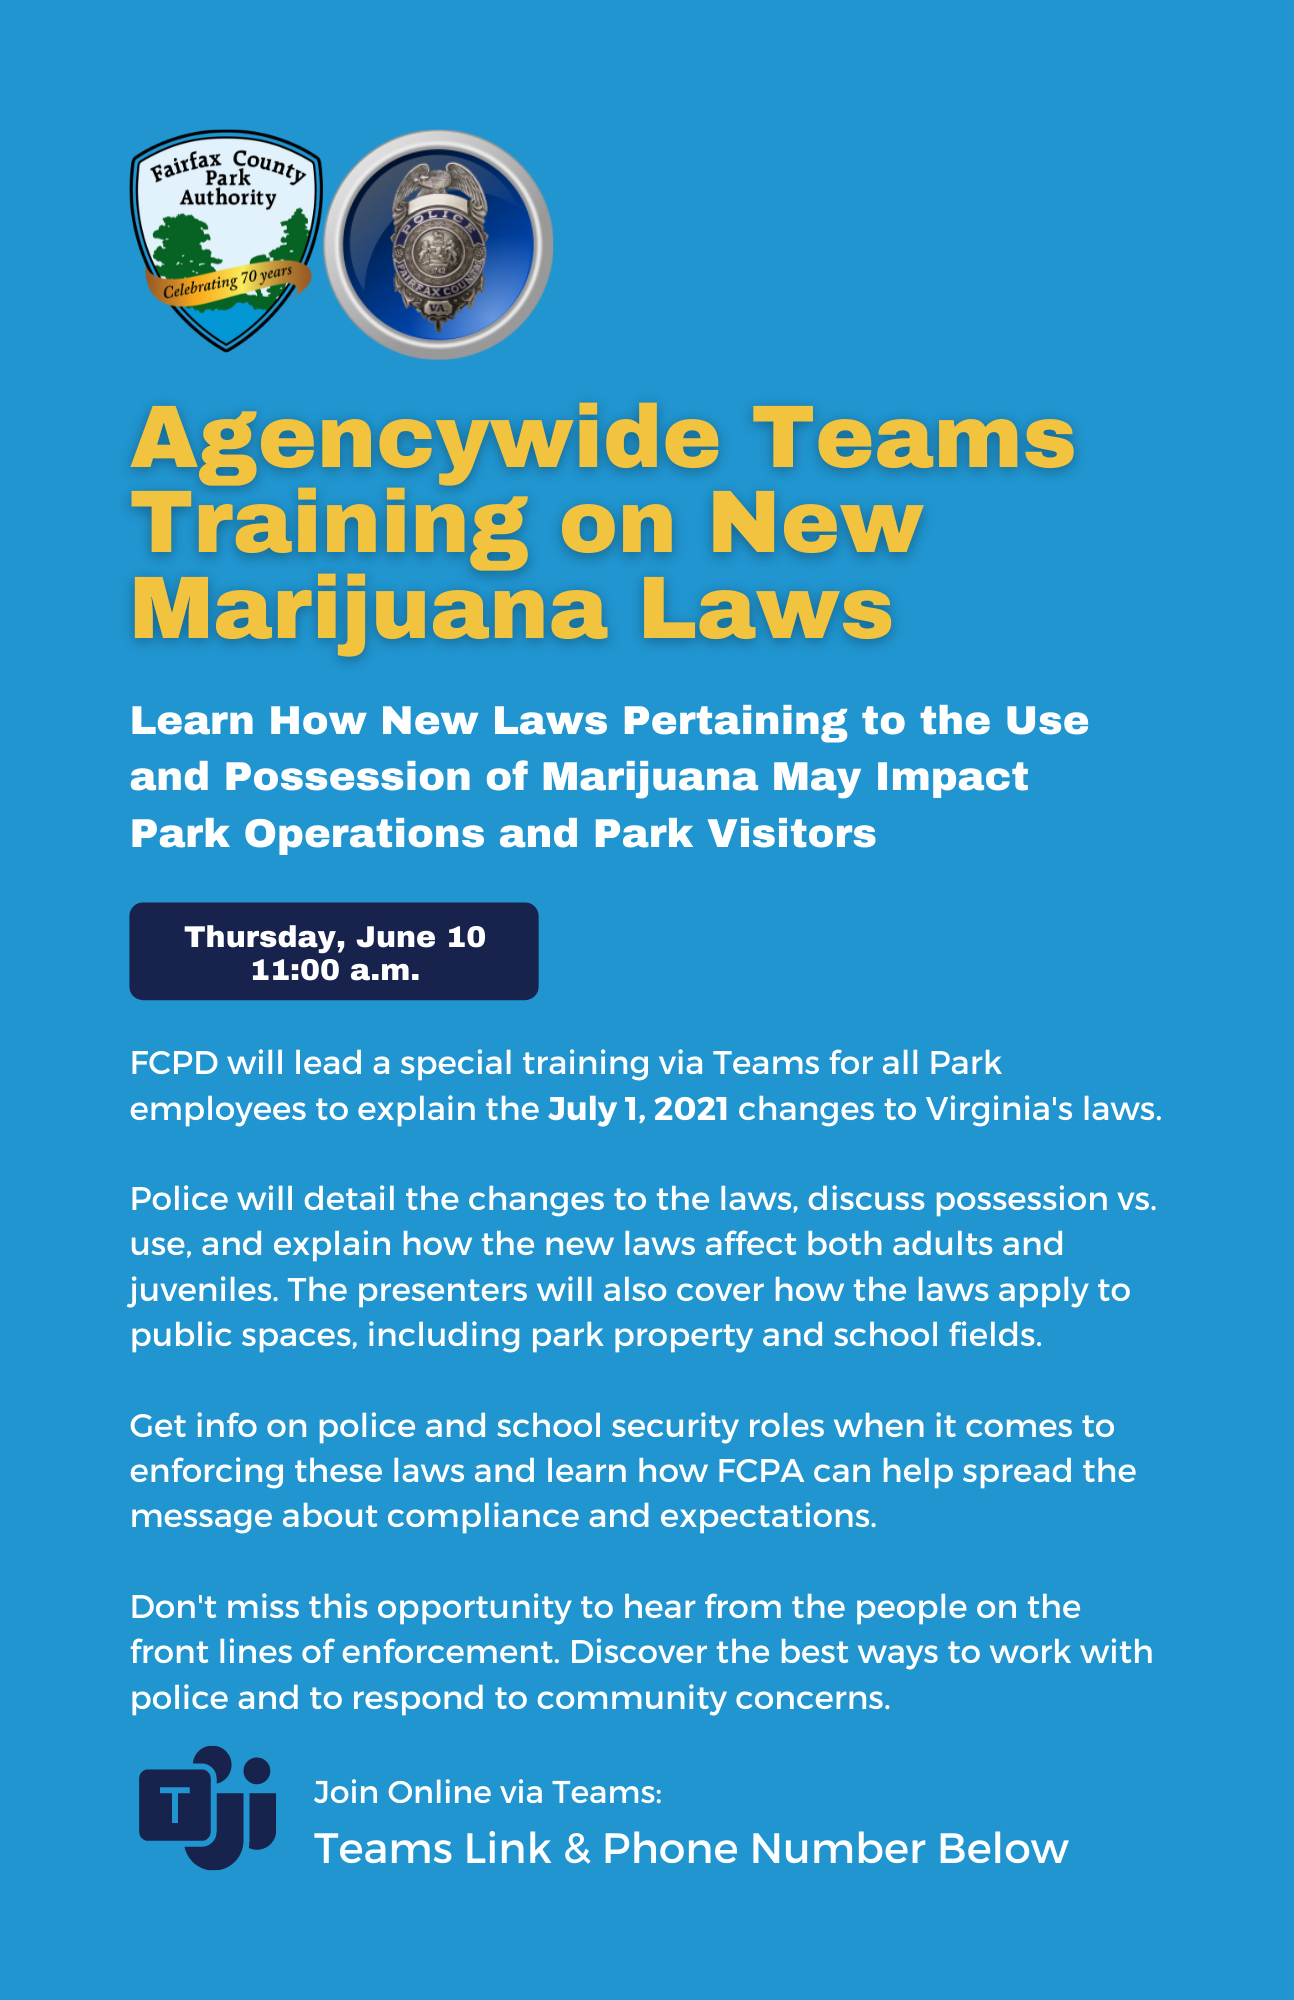 Fairfax County
Park
Authority
Celebrating 70 years
POLICE
1742
FAIRFAX COUNTY
VA.
Agencywide Teams
Training on New
Marijuana Laws
Learn How New Laws Pertaining to the Use
and Possession of Marijuana May Impact
Park Operations and Park Visitors
Thursday, June 10
11:00 a.m.
FCPD will lead a special training via Teams for all Park
employees to explain the July 1, 2021 changes to Virginia's laws.
Police will detail the changes to the laws, discuss possession vs.
use, and explain how the new laws affect both adults and
juveniles. The presenters will also cover how the laws apply to
public spaces, including park property and school fields.
Get info on police and school security roles when it comes to
enforcing these laws and learn how FCPA can help spread the
message about compliance and expectations.
Don't miss this opportunity to hear from the people on the
front lines of enforcement. Discover the best ways to work with
police and to respond to community concerns.
T
Join Online via Teams:
Teams Link & Phone Number Below